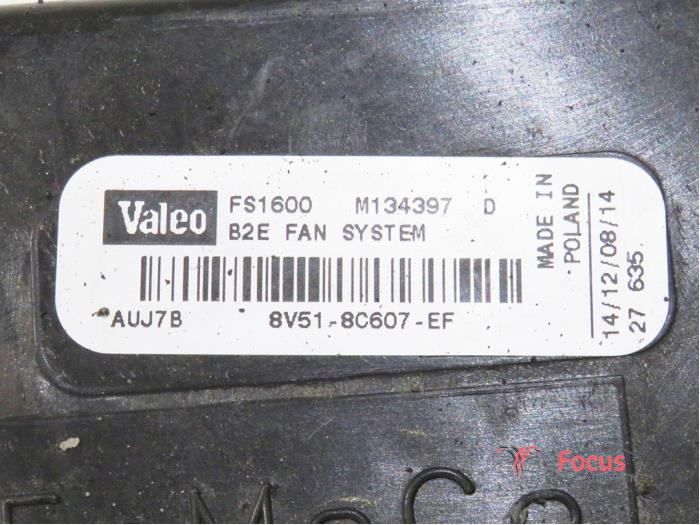 Valeo
FS1600 M134397 D
B2E FAN SYSTEM
AUJ7B 8V51-8C607-EF
MADE IN
POLAND
14/12/08/14
27 635
Focus